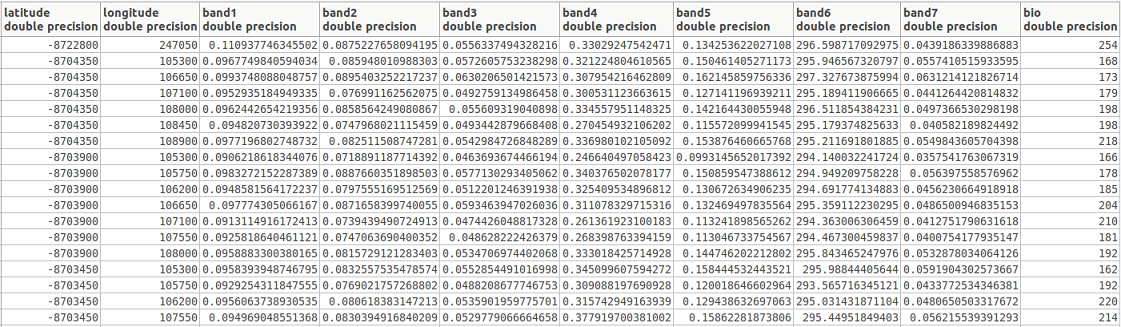 latitude longitude band1 band2 band3 band4 band5 band6 band7 bio
double precision double precision double precision double precision double precision double precision double precision double precision double precision double precision
-8722800 247050 0.110937746345502 0.0875227658094195 0.0556337494328216 0.33029247542471 0.134253622027108 296.598717092975 0.0439186339886883 254
-8704350 105300 0.0967749840594034 0.085948010988303 0.0572605753238298 0.321224804610565 0.150461405271173 295.946567320797 0.0557410515933595 168
-8704350 106650 0.0993748088048757 0.0895403252217237 0.0630206501421573 0.307954216462809 0.162145859756336 297.327673875994 0.0631214121826714 173
-8704350 107100 0.0952935184949335 0.076991162562075 0.0492759134986458 0.300531123663615 0.127141196939211 295.189411906665 0.0441264420814832 179
-8704350 108000 0.0962442654219356 0.0858564249080867 0.055609319040898 0.334557951148325 0.142164430055948 296.511854384231 0.0497366530298198 198
-8704350 108450 0.094820730393922 0.0747968021115459 0.0493442879668408 0.270454932106202 0.115572099941545 295.179374825633 0.040582189824492 198
-8704350 108900 0.0977196802748732 0.082511508747281 0.0542984726848289 0.336980102105092 0.153876460665768 295.211691801885 0.0549843605704398 218
-8703900 105300 0.0906218618344076 0.0718891187714392 0.0463693674466194 0.246640497058423 0.0993145652017392 294.140032241724 0.0357541763067319 166
-8703900 105750 0.0983272152287389 0.0887660351898503 0.0577130293405062 0.340376502078177 0.150859547388612 294.949209758228 0.056397558576962 178
-8703900 106200 0.0948581564172237 0.0797555169512569 0.0512201246391938 0.325409534896812 0.130672634906235 294.691774134883 0.0456230664918918 185
-8703900 106650 0.097774305066167 0.0871658399740055 0.0593463947026036 0.311078329715316 0.132469497835564 295.359112230295 0.0486500946835153 204
-8703900 107100 0.0913114916172413 0.0739439490724913 0.0474426048817328 0.261361923100183 0.113241898565262 294.363006306459 0.0412751790631618 210
-8703900 107550 0.0925818640461121 0.0747063690400352 0.048628222426379 0.268398763394159 0.113046733754567 294.467300459837 0.0400754177935147 181
-8703900 108000 0.0958883300380165 0.0815729121283403 0.0534706974402068 0.333018425714928 0.144746202212802 295.843465247976 0.0532878034064126 192
-8703450 105300 0.0958393948746795 0.0832557535478574 0.0552854491016998 0.345099607594272 0.158444532443521 295.98844405644 0.0591904302573667 162
-8703450 105750 0.0929254311847555 0.0769021757268802 0.0488208677746753 0.309088197690928 0.120018646602964 293.565716345121 0.0433772534346381 192
-8703450 106200 0.0956063738930535 0.080618383147213 0.0535901959775701 0.315742949163939 0.129438632697063 295.031431871104 0.0480650503317672 220
-8703450 107550 0.094969048551368 0.0830394916840209 0.0529779066664658 0.377919700381002 0.15862281873806 295.44951849403 0.056215539391293 214